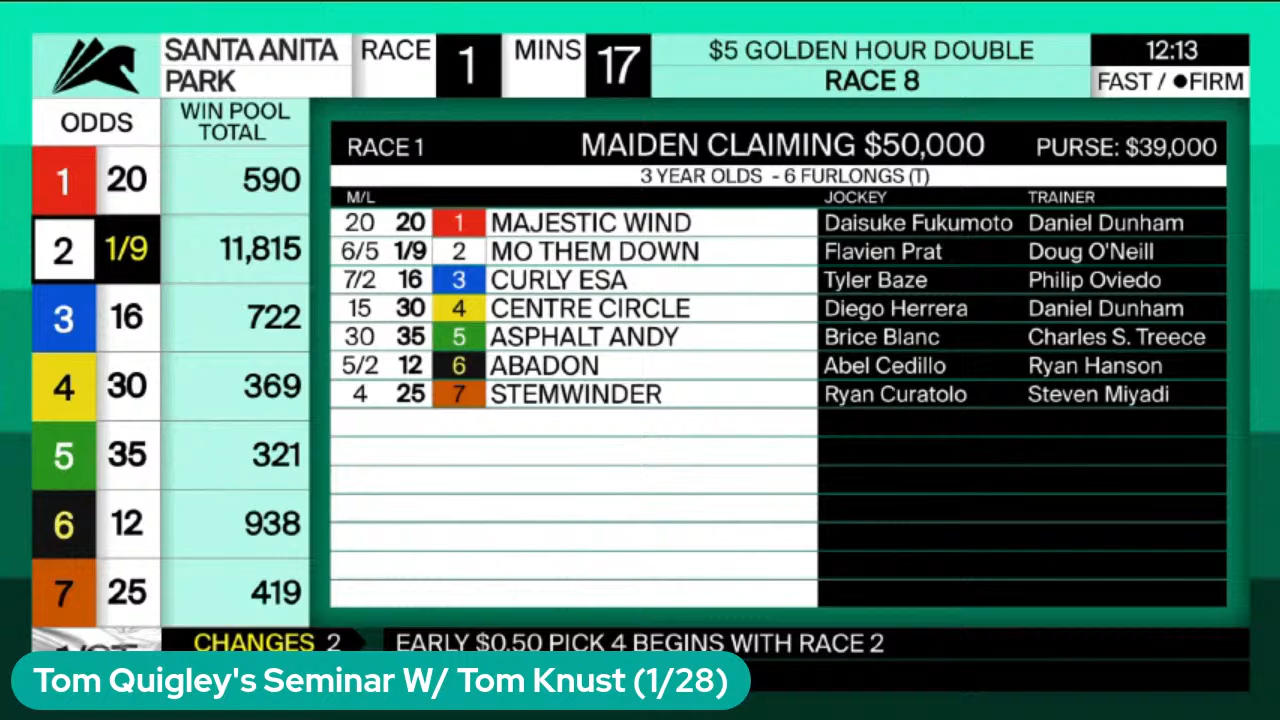 SANTA ANITA PARK
RACE 1
MINS 17
$5 GOLDEN HOUR DOUBLE
RACE 8
12:13
FAST / ●FIRM
ODDS
WIN POOL TOTAL
1 20 590
2 1/9 11,815
3 16 722
4 30 369
5 35 321
6 12 938
7 25 419
RACE 1 MAIDEN CLAIMING $50,000 PURSE: $39,000
3 YEAR OLDS - 6 FURLONGS (T)
M/L JOCKEY TRAINER
20 20 1 MAJESTIC WIND Daisuke Fukumoto Daniel Dunham
6/5 1/9 2 MO THEM DOWN Flavien Prat Doug O'Neill
7/2 16 3 CURLY ESA Tyler Baze Philip Oviedo
15 30 4 CENTRE CIRCLE Diego Herrera Daniel Dunham
30 35 5 ASPHALT ANDY Brice Blanc Charles S. Treece
5/2 12 6 ABADON Abel Cedillo Ryan Hanson
4 25 7 STEMWINDER Ryan Curatolo Steven Miyadi
CHANGES 2 EARLY $0.50 PICK 4 BEGINS WITH RACE 2
Tom Quigley's Seminar W/ Tom Knust (1/28)